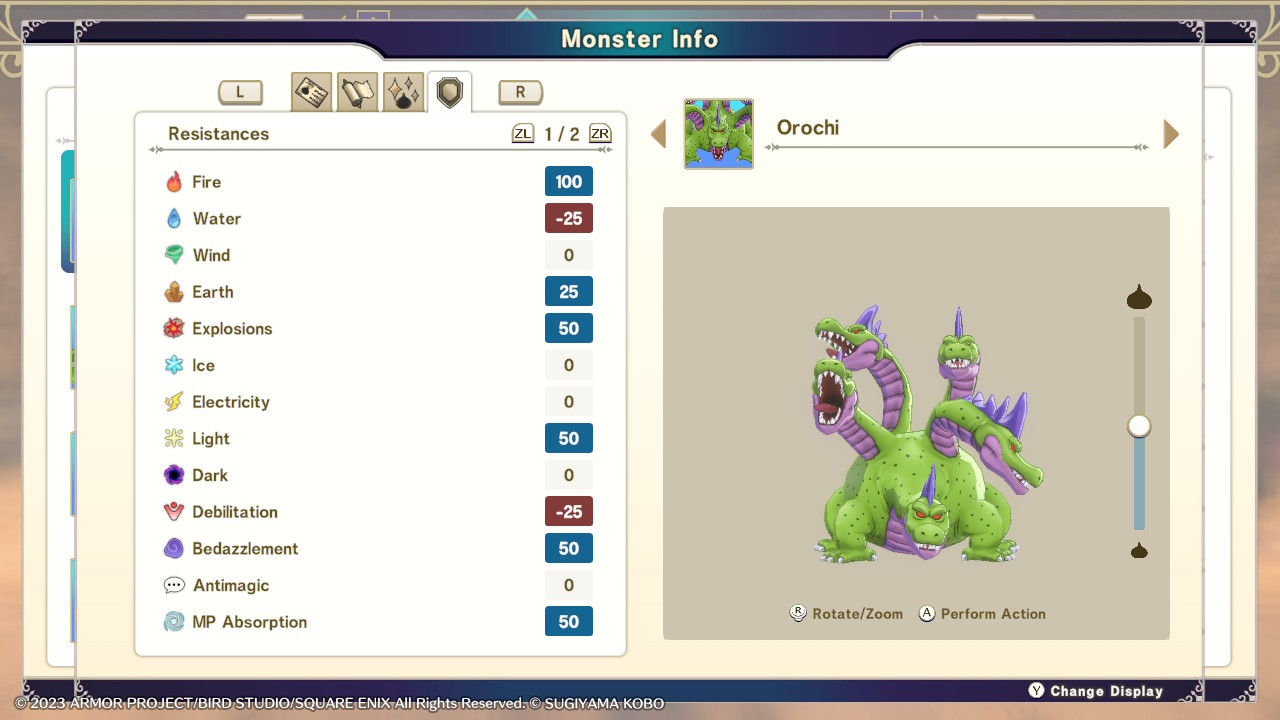 Monster Info
L
R
Resistances
ZL 1 / 2 ZR
Orochi
Fire 100
Water -25
Wind 0
Earth 25
Explosions 50
Ice 0
Electricity 0
Light 50
Dark 0
Debilitation -25
Bedazzlement 50
Antimagic 0
MP Absorption 50
R Rotate/Zoom A Perform Action
Y Change Display
© 2023 ARMOR PROJECT/BIRD STUDIO/SQUARE ENIX All Rights Reserved. © SUGIYAMA KOBO